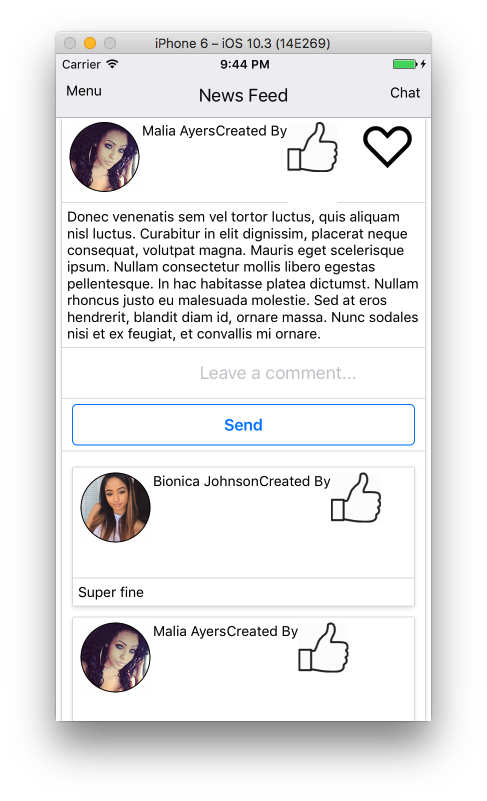 iPhone 6 – iOS 10.3 (14E269)
Carrier 9:44 PM
Menu News Feed Chat
Malia AyersCreated By
Donec venenatis sem vel tortor luctus, quis aliquam
nisl luctus. Curabitur in elit dignissim, placerat neque
consequat, volutpat magna. Mauris eget scelerisque
ipsum. Nullam consectetur mollis libero egestas
pellentesque. In hac habitasse platea dictumst. Nullam
rhoncus justo eu malesuada molestie. Sed at eros
hendrerit, blandit diam id, ornare massa. Nunc sodales
nisi et ex feugiat, et convallis mi ornare.
Leave a comment...
Send
Bionica JohnsonCreated By
Super fine
Malia AyersCreated By